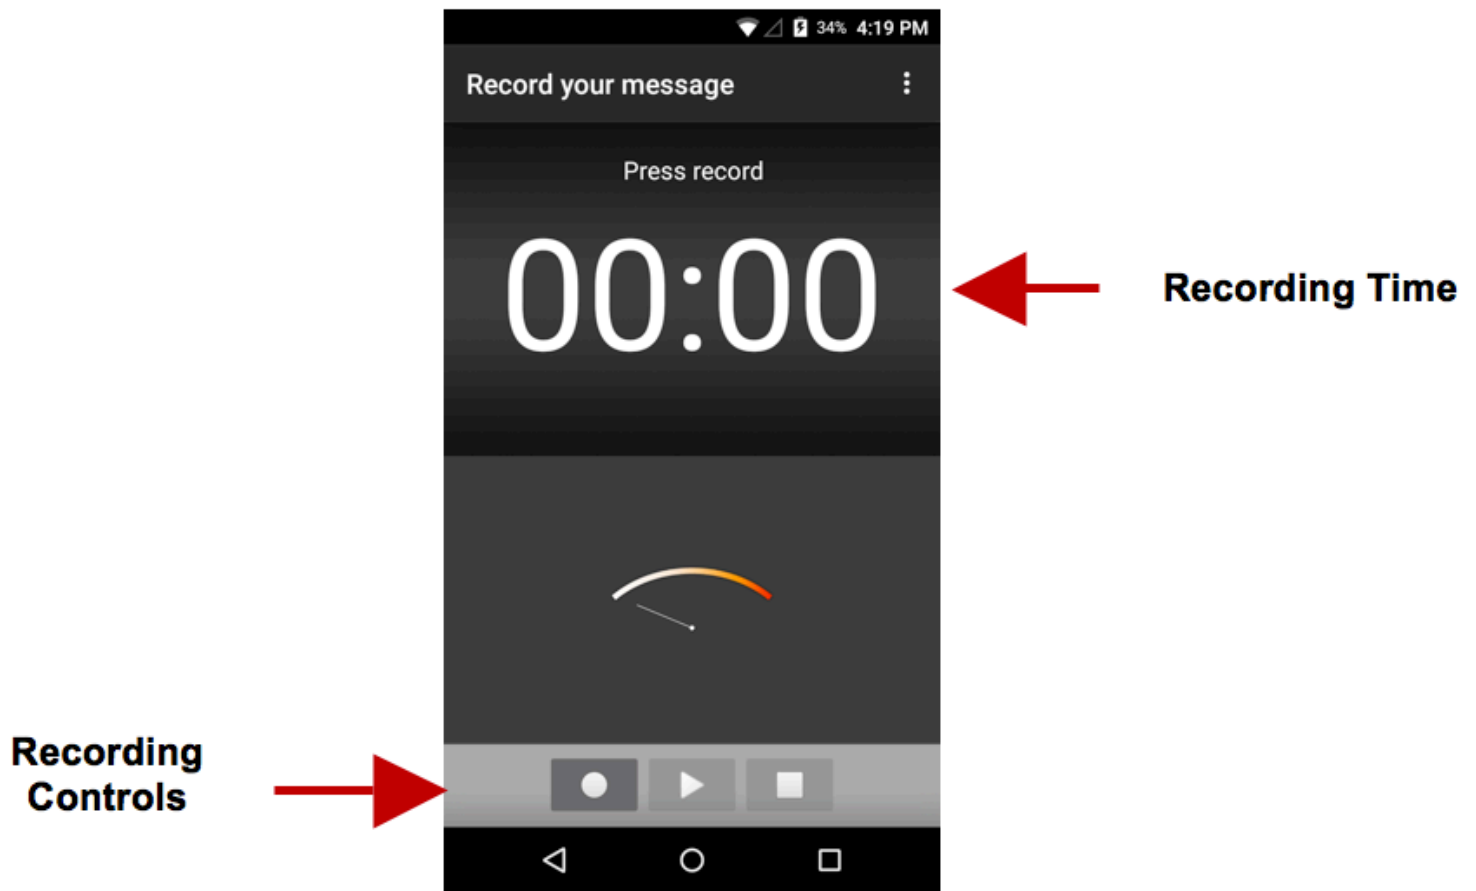 34% 4:19 PM
Record your message
Press record
00:00
Recording Time
Recording
Controls